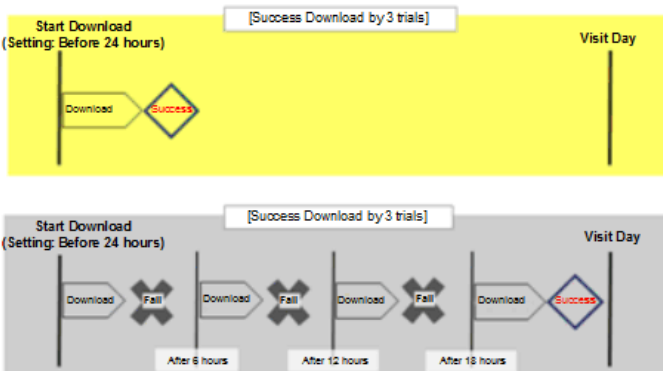 [Success Download by 3 trials]
Start Download
(Setting: Before 24 hours)
Visit Day
Download
Success
[Success Download by 3 trials]
Start Download
(Setting: Before 24 hours)
Visit Day
Download
Fail
Download
Fail
Download
Fail
Download
Success
After 6 hours
After 12 hours
After 18 hours